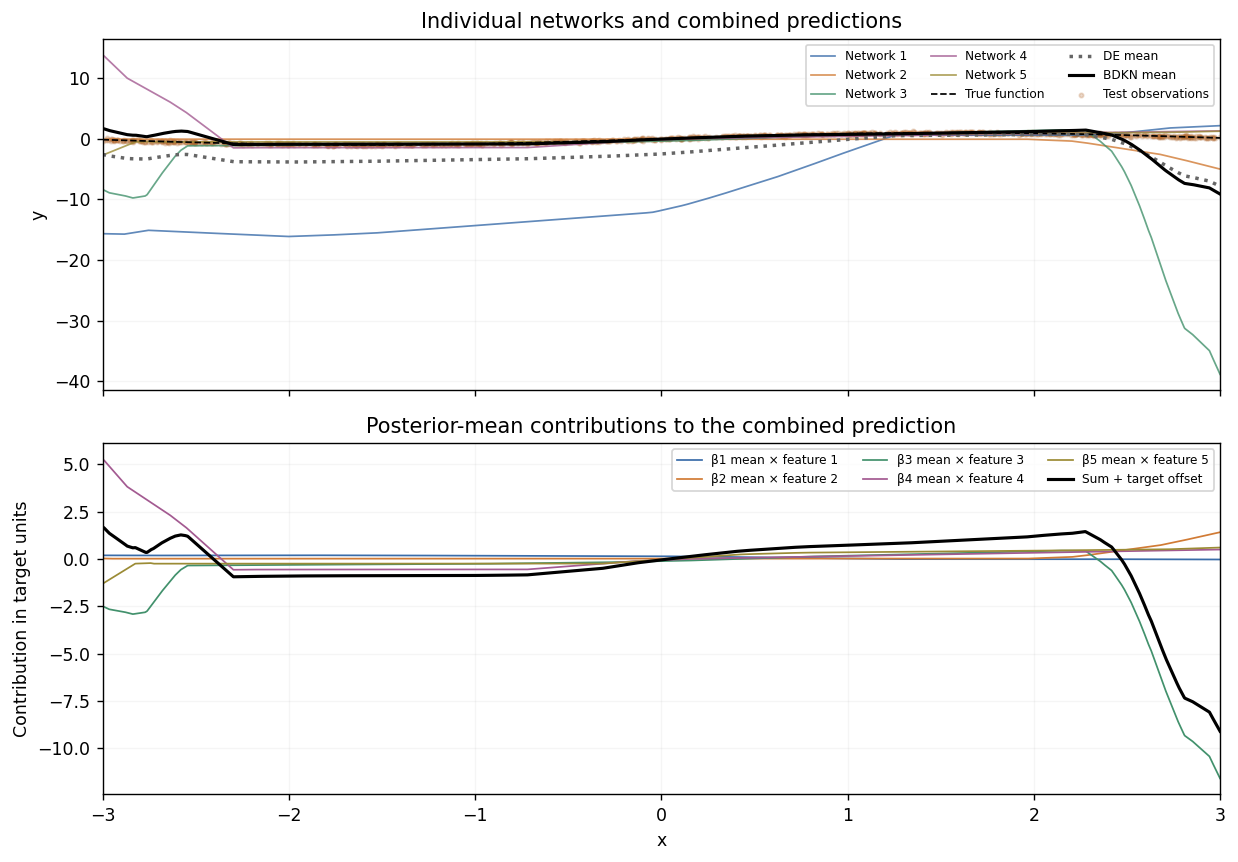 Individual networks and combined predictions
Network 1
Network 2
Network 3
Network 4
Network 5
True function
DE mean
BDKN mean
Test observations
10
0
−10
−20
−30
−40
y
Posterior-mean contributions to the combined prediction
β1 mean × feature 1
β2 mean × feature 2
β3 mean × feature 3
β4 mean × feature 4
β5 mean × feature 5
Sum + target offset
5.0
2.5
0.0
−2.5
−5.0
−7.5
−10.0
Contribution in target units
−3
−2
−1
0
1
2
3
x